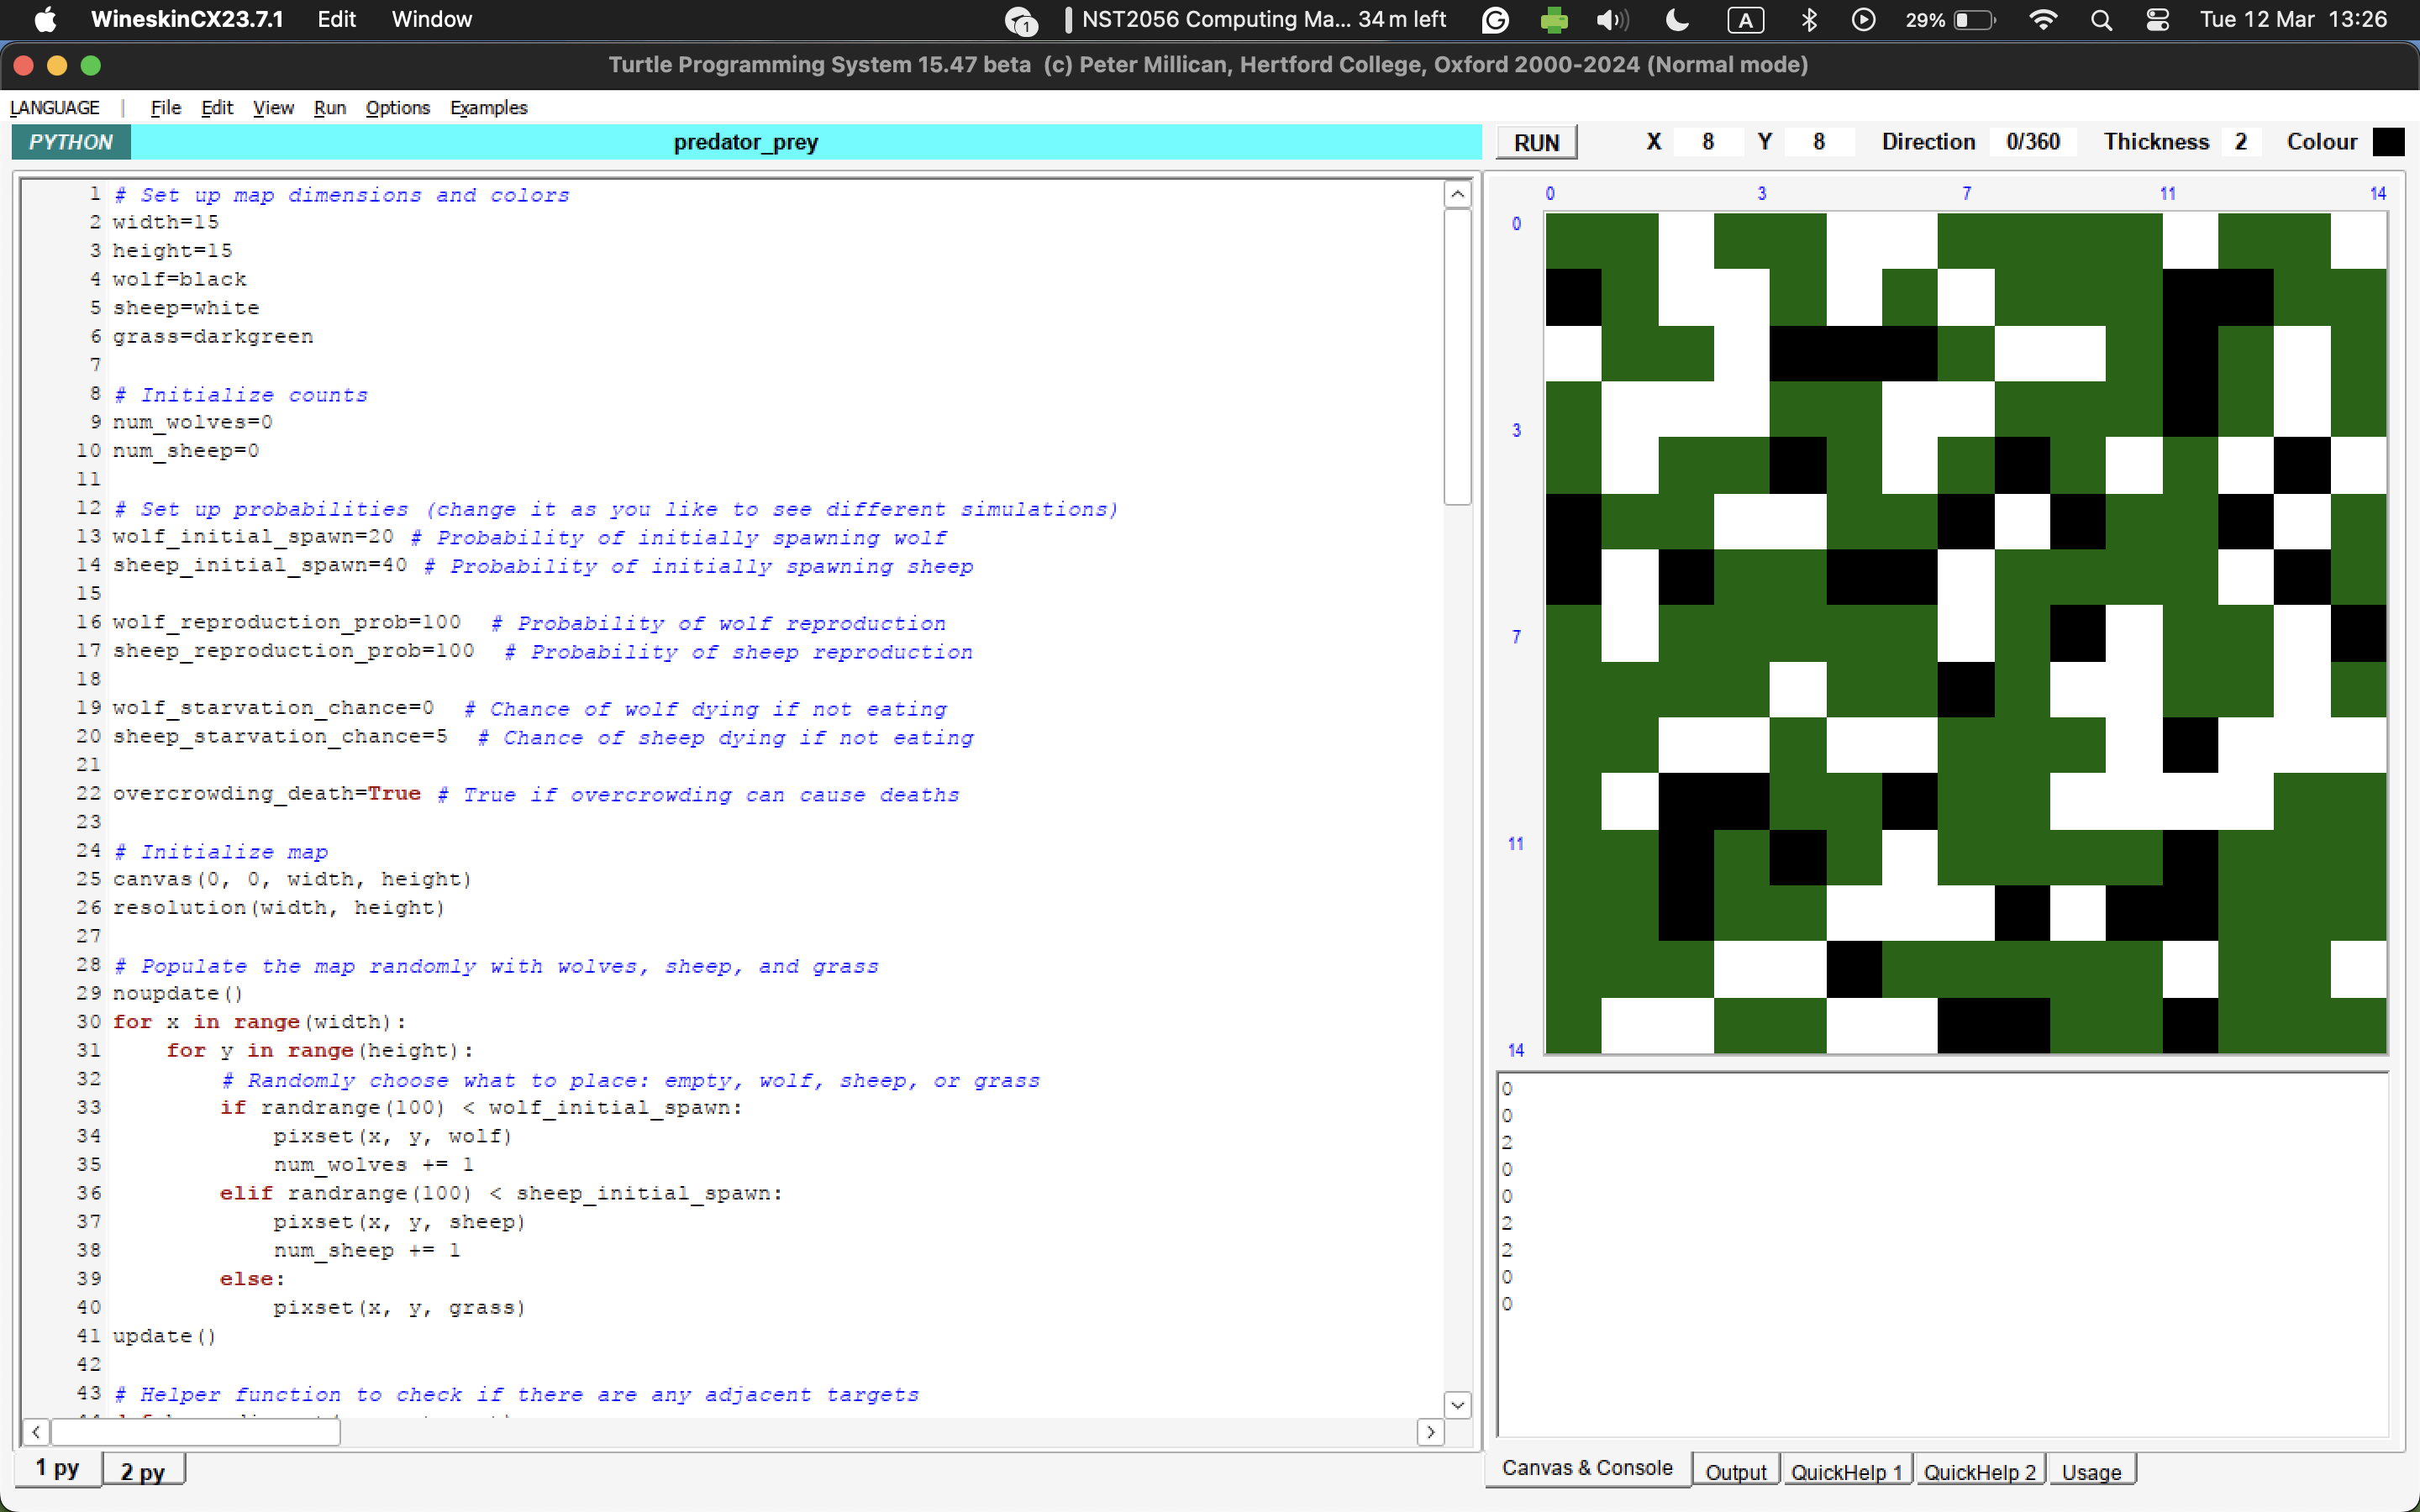 WineskinCX23.7.1 Edit Window 1 NST2056 Computing Ma... 34 m left A 29% Tue 12 Mar 13:26
Turtle Programming System 15.47 beta (c) Peter Millican, Hertford College, Oxford 2000-2024 (Normal mode)
LANGUAGE | File Edit View Run Options Examples
PYTHON predator_prey
RUN X 8 Y 8 Direction 0/360 Thickness 2 Colour
1 # Set up map dimensions and colors
2 width=15
3 height=15
4 wolf=black
5 sheep=white
6 grass=darkgreen
7
8 # Initialize counts
9 num_wolves=0
10 num_sheep=0
11
12 # Set up probabilities (change it as you like to see different simulations)
13 wolf_initial_spawn=20 # Probability of initially spawning wolf
14 sheep_initial_spawn=40 # Probability of initially spawning sheep
15
16 wolf_reproduction_prob=100 # Probability of wolf reproduction
17 sheep_reproduction_prob=100 # Probability of sheep reproduction
18
19 wolf_starvation_chance=0 # Chance of wolf dying if not eating
20 sheep_starvation_chance=5 # Chance of sheep dying if not eating
21
22 overcrowding_death=True # True if overcrowding can cause deaths
23
24 # Initialize map
25 canvas(0, 0, width, height)
26 resolution(width, height)
27
28 # Populate the map randomly with wolves, sheep, and grass
29 noupdate()
30 for x in range(width):
31 for y in range(height):
32 # Randomly choose what to place: empty, wolf, sheep, or grass
33 if randrange(100) < wolf_initial_spawn:
34 pixset(x, y, wolf)
35 num_wolves += 1
36 elif randrange(100) < sheep_initial_spawn:
37 pixset(x, y, sheep)
38 num_sheep += 1
39 else:
40 pixset(x, y, grass)
41 update()
42
43 # Helper function to check if there are any adjacent targets
1 py 2 py
0 3 7 11 14
0
3
7
11
14
0
0
2
0
0
2
2
0
0
Canvas & Console Output QuickHelp 1 QuickHelp 2 Usage